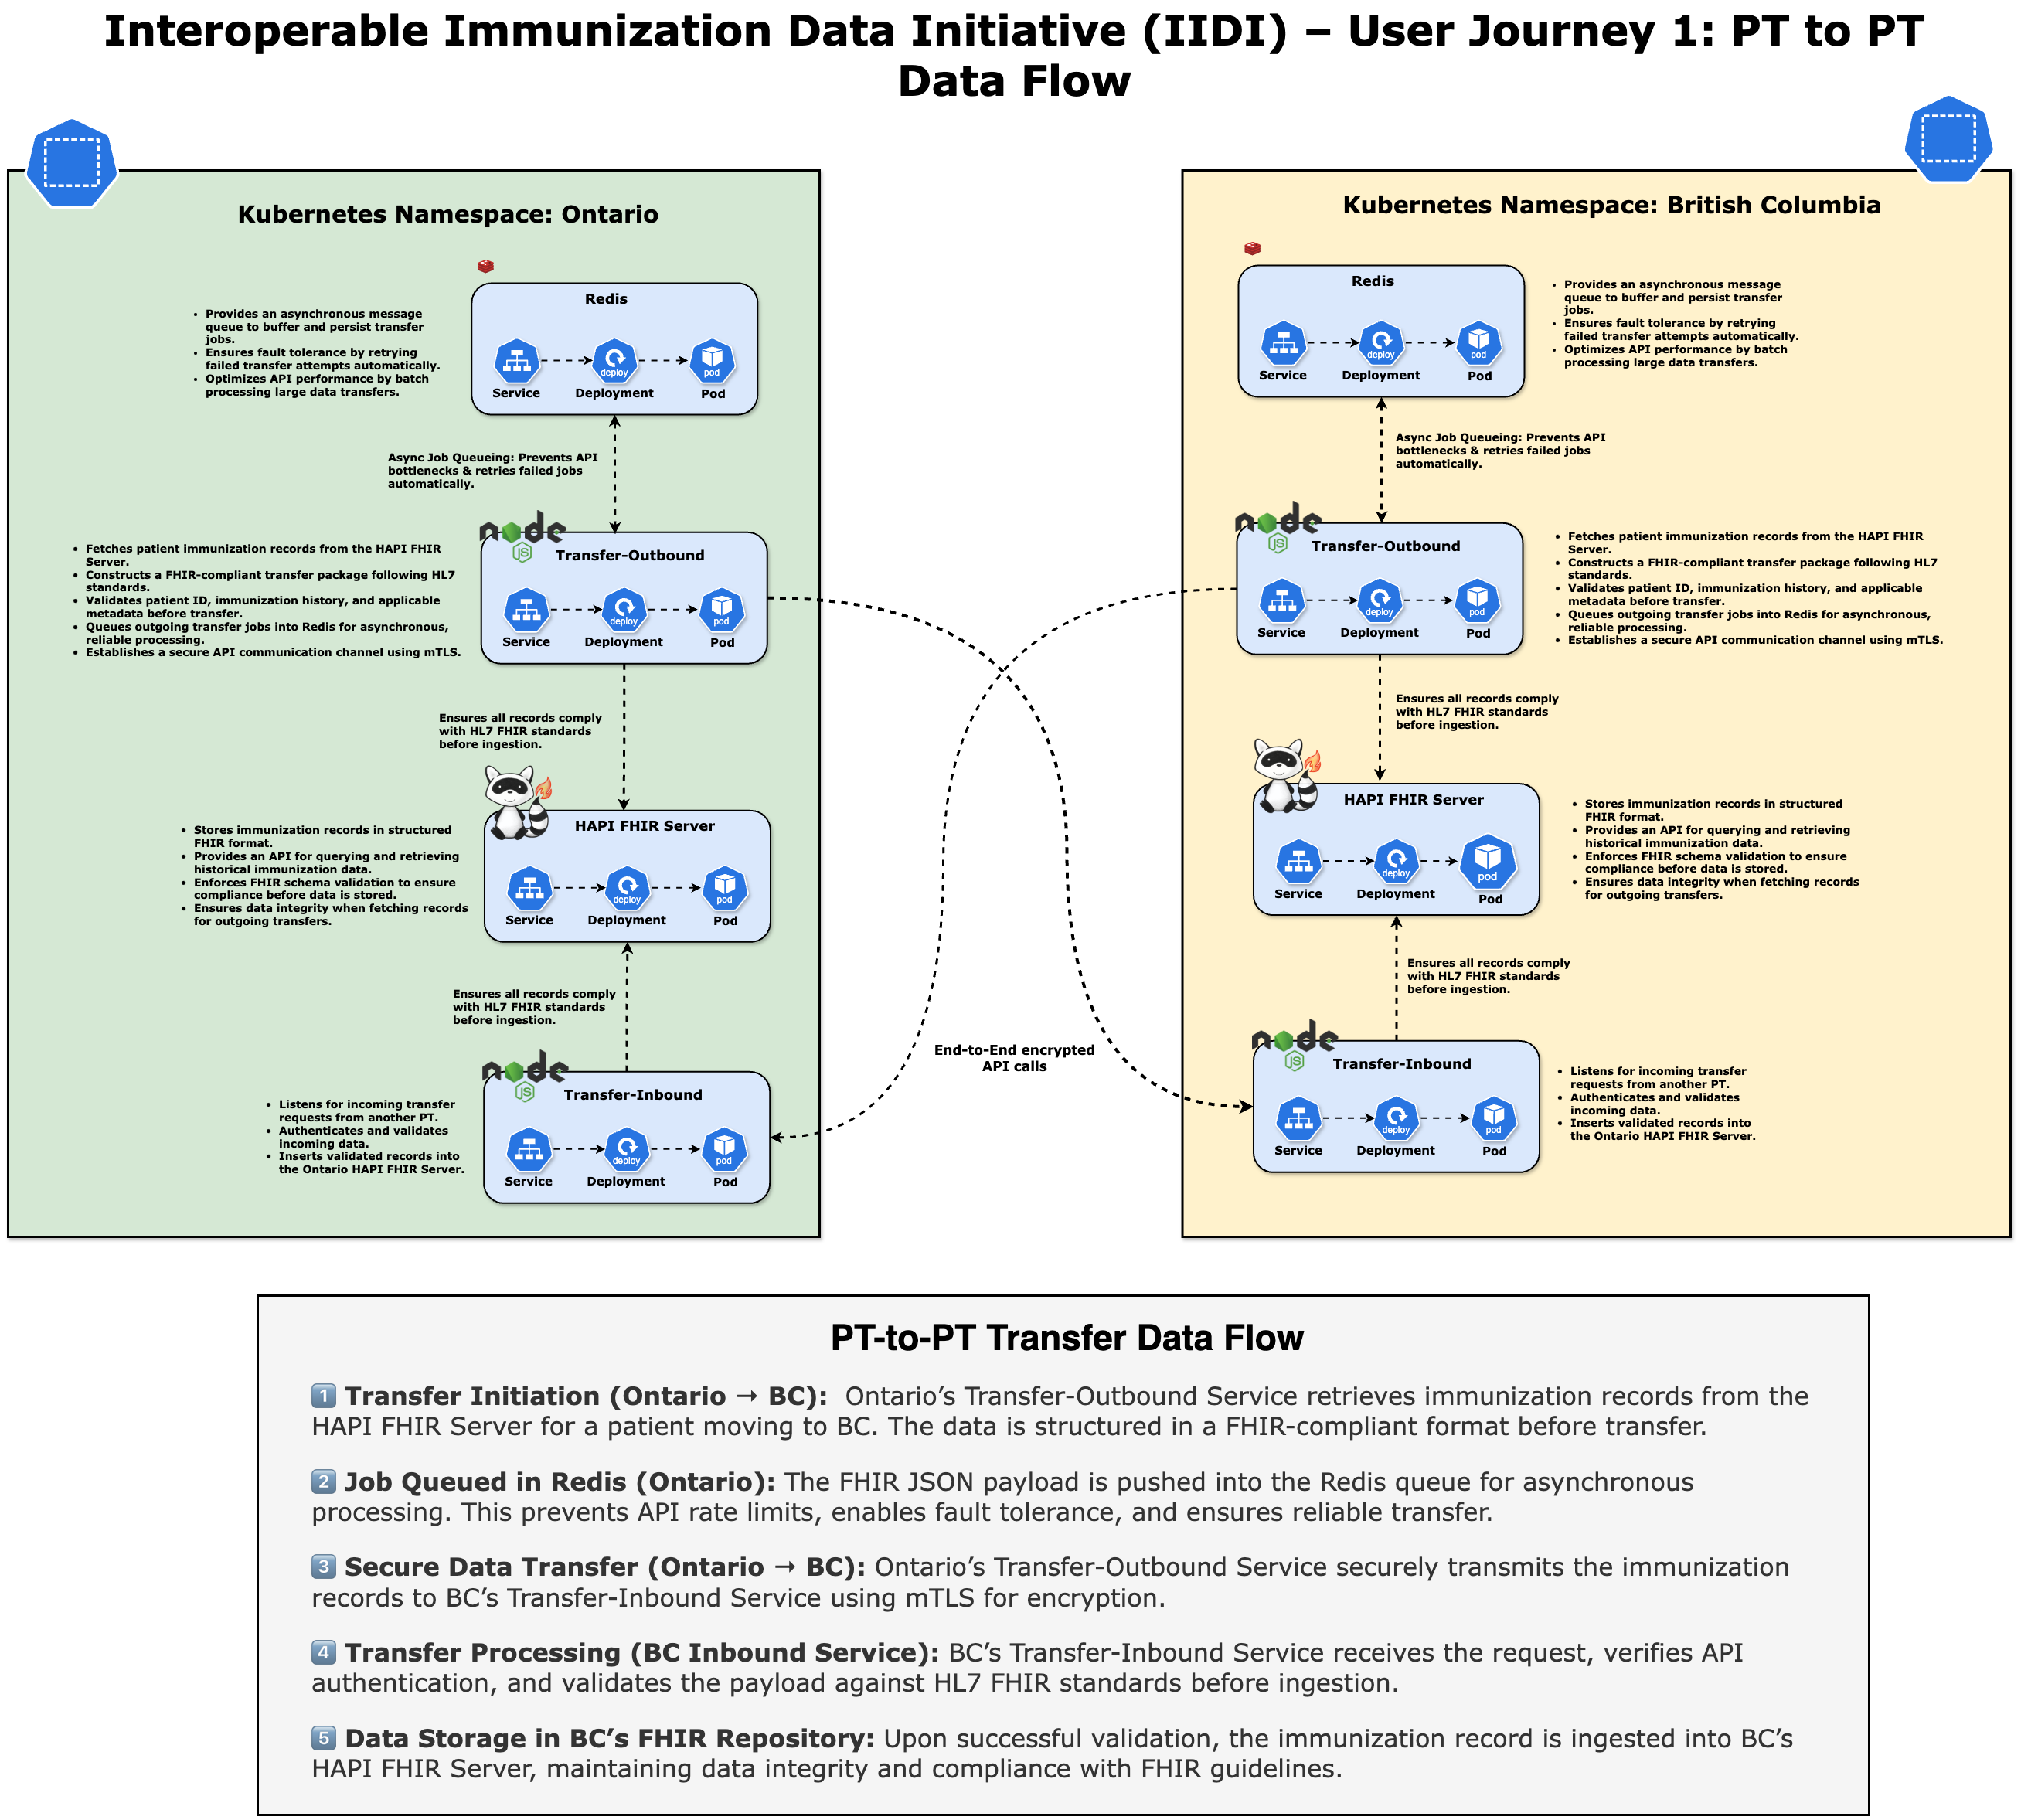 Interoperable Immunization Data Initiative (IIDI) – User Journey 1: PT to PT
Data Flow
Kubernetes Namespace: Ontario
Redis
Service
deploy
Deployment
pod
Pod
• Provides an asynchronous message
queue to buffer and persist transfer
jobs.
• Ensures fault tolerance by retrying
failed transfer attempts automatically.
• Optimizes API performance by batch
processing large data transfers.
Async Job Queueing: Prevents API
bottlenecks & retries failed jobs
automatically.
node
JS
Transfer-Outbound
Service
deploy
Deployment
pod
Pod
• Fetches patient immunization records from the HAPI FHIR
Server.
• Constructs a FHIR-compliant transfer package following HL7
standards.
• Validates patient ID, immunization history, and applicable
metadata before transfer.
• Queues outgoing transfer jobs into Redis for asynchronous,
reliable processing.
• Establishes a secure API communication channel using mTLS.
Ensures all records comply
with HL7 FHIR standards
before ingestion.
HAPI FHIR Server
Service
deploy
Deployment
pod
Pod
• Stores immunization records in structured
FHIR format.
• Provides an API for querying and retrieving
historical immunization data.
• Enforces FHIR schema validation to ensure
compliance before data is stored.
• Ensures data integrity when fetching records
for outgoing transfers.
Ensures all records comply
with HL7 FHIR standards
before ingestion.
node
JS
Transfer-Inbound
Service
deploy
Deployment
pod
Pod
• Listens for incoming transfer
requests from another PT.
• Authenticates and validates
incoming data.
• Inserts validated records into
the Ontario HAPI FHIR Server.
End-to-End encrypted
API calls
Kubernetes Namespace: British Columbia
Redis
Service
deploy
Deployment
pod
Pod
• Provides an asynchronous message
queue to buffer and persist transfer
jobs.
• Ensures fault tolerance by retrying
failed transfer attempts automatically.
• Optimizes API performance by batch
processing large data transfers.
Async Job Queueing: Prevents API
bottlenecks & retries failed jobs
automatically.
node
JS
Transfer-Outbound
Service
deploy
Deployment
pod
Pod
• Fetches patient immunization records from the HAPI FHIR
Server.
• Constructs a FHIR-compliant transfer package following HL7
standards.
• Validates patient ID, immunization history, and applicable
metadata before transfer.
• Queues outgoing transfer jobs into Redis for asynchronous,
reliable processing.
• Establishes a secure API communication channel using mTLS.
Ensures all records comply
with HL7 FHIR standards
before ingestion.
HAPI FHIR Server
Service
deploy
Deployment
pod
Pod
• Stores immunization records in structured
FHIR format.
• Provides an API for querying and retrieving
historical immunization data.
• Enforces FHIR schema validation to ensure
compliance before data is stored.
• Ensures data integrity when fetching records
for outgoing transfers.
Ensures all records comply
with HL7 FHIR standards
before ingestion.
node
JS
Transfer-Inbound
Service
deploy
Deployment
pod
Pod
• Listens for incoming transfer
requests from another PT.
• Authenticates and validates
incoming data.
• Inserts validated records into
the Ontario HAPI FHIR Server.
PT-to-PT Transfer Data Flow
1 Transfer Initiation (Ontario → BC): Ontario’s Transfer-Outbound Service retrieves immunization records from the
HAPI FHIR Server for a patient moving to BC. The data is structured in a FHIR-compliant format before transfer.
2 Job Queued in Redis (Ontario): The FHIR JSON payload is pushed into the Redis queue for asynchronous
processing. This prevents API rate limits, enables fault tolerance, and ensures reliable transfer.
3 Secure Data Transfer (Ontario → BC): Ontario’s Transfer-Outbound Service securely transmits the immunization
records to BC’s Transfer-Inbound Service using mTLS for encryption.
4 Transfer Processing (BC Inbound Service): BC’s Transfer-Inbound Service receives the request, verifies API
authentication, and validates the payload against HL7 FHIR standards before ingestion.
5 Data Storage in BC’s FHIR Repository: Upon successful validation, the immunization record is ingested into BC’s
HAPI FHIR Server, maintaining data integrity and compliance with FHIR guidelines.